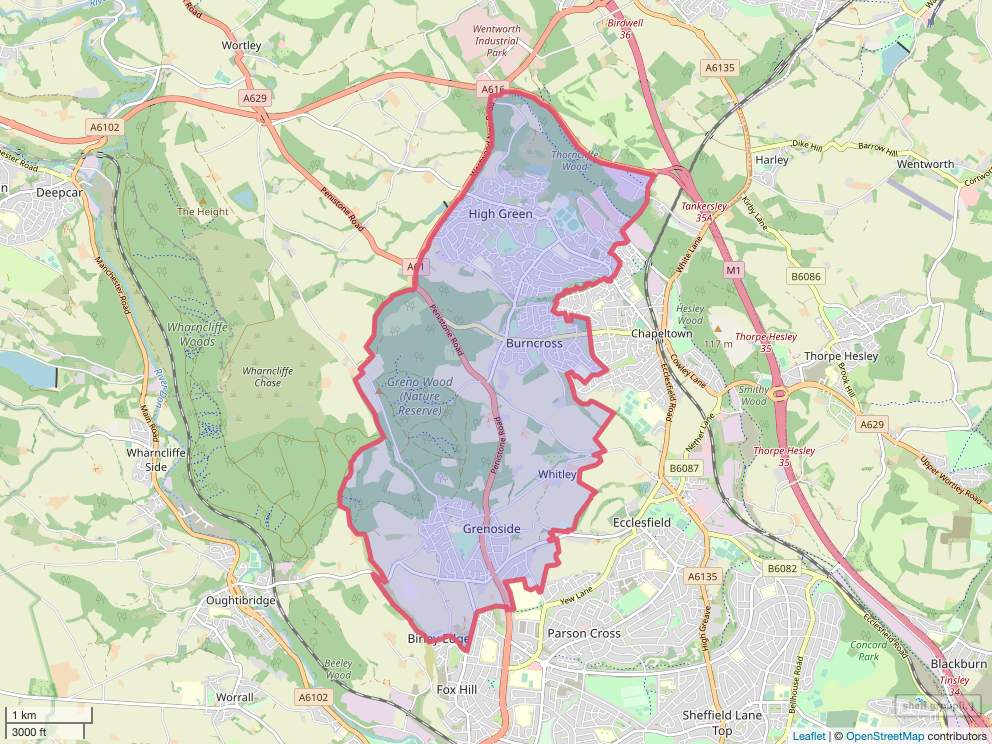 Birdwell
36
Wentworth
Industrial
Park
Wortley
A6135
A616
A629
A6102
Dike Hill
Barrow Hill
Harley
Wentworth
Thorncliffe
Wood
Deepcar
The Height
Penistone Road
Kirby Lane
High Green
Tankersley
35A
White Lane
A61
M1
B6086
Manchester Road
Hesley
Wood
Wharncliffe
Woods
Penistone Road
Burncross
Chapeltown
117 m
Thorpe Hesley
35
Thorpe Hesley
Wharncliffe
Chase
Greno Wood
(Nature
Reserve)
Cowley Lane
Brook Hill
Smithy
Wood
River Don
Main Road
Ecclesfield Road
Nether Lane
A629
Penistone Road
Wharncliffe
Side
Thorpe Hesley
35
Upper Wortley Road
B6087
Whitley
Grenoside
Ecclesfield
B6082
A6135
Oughtibridge
Yew Lane
High Greave
Ecclesfield Road
Parson Cross
Birley Edge
Concord
Park
Beeley
Wood
Blackburn
Bellhouse Road
Tinsley
34
Fox Hill
Worrall
A6102
Sheffield Lane
Top
1 km
3000 ft
Leaflet | © OpenStreetMap contributors